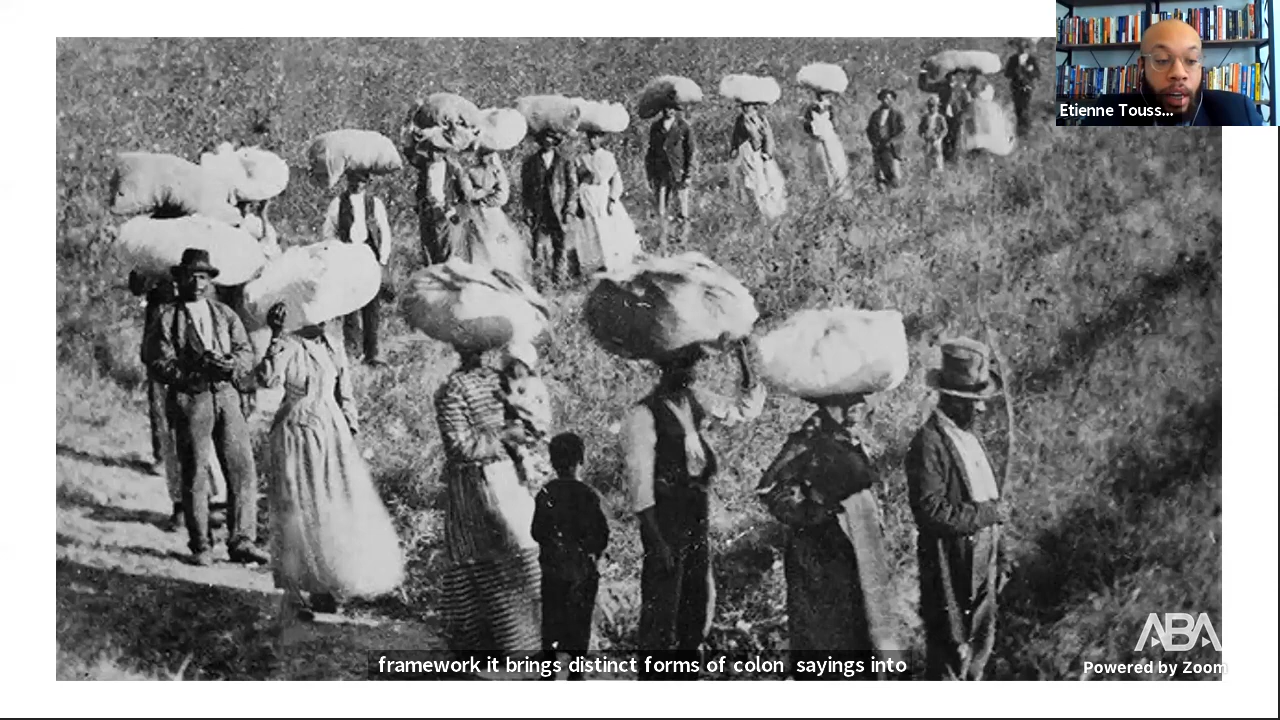 Etienne Touss...
ABA
framework it brings distinct forms of colon  sayings into
Powered by Zoom